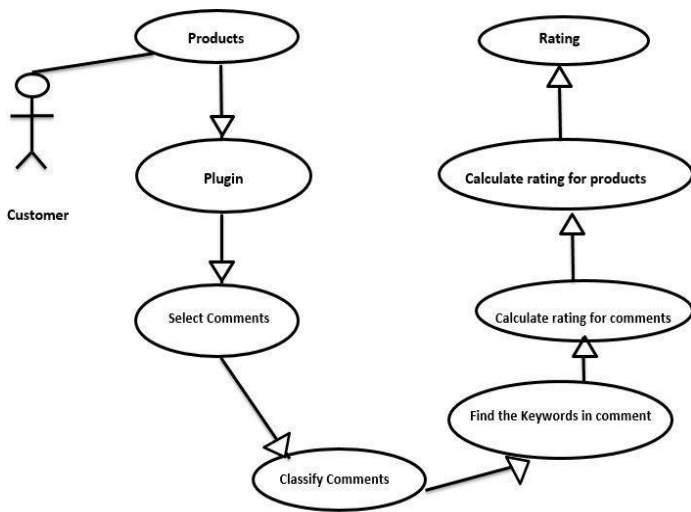 Products
Customer
Plugin
Select Comments
Classify Comments
Find the Keywords in comment
Calculate rating for comments
Calculate rating for products
Rating